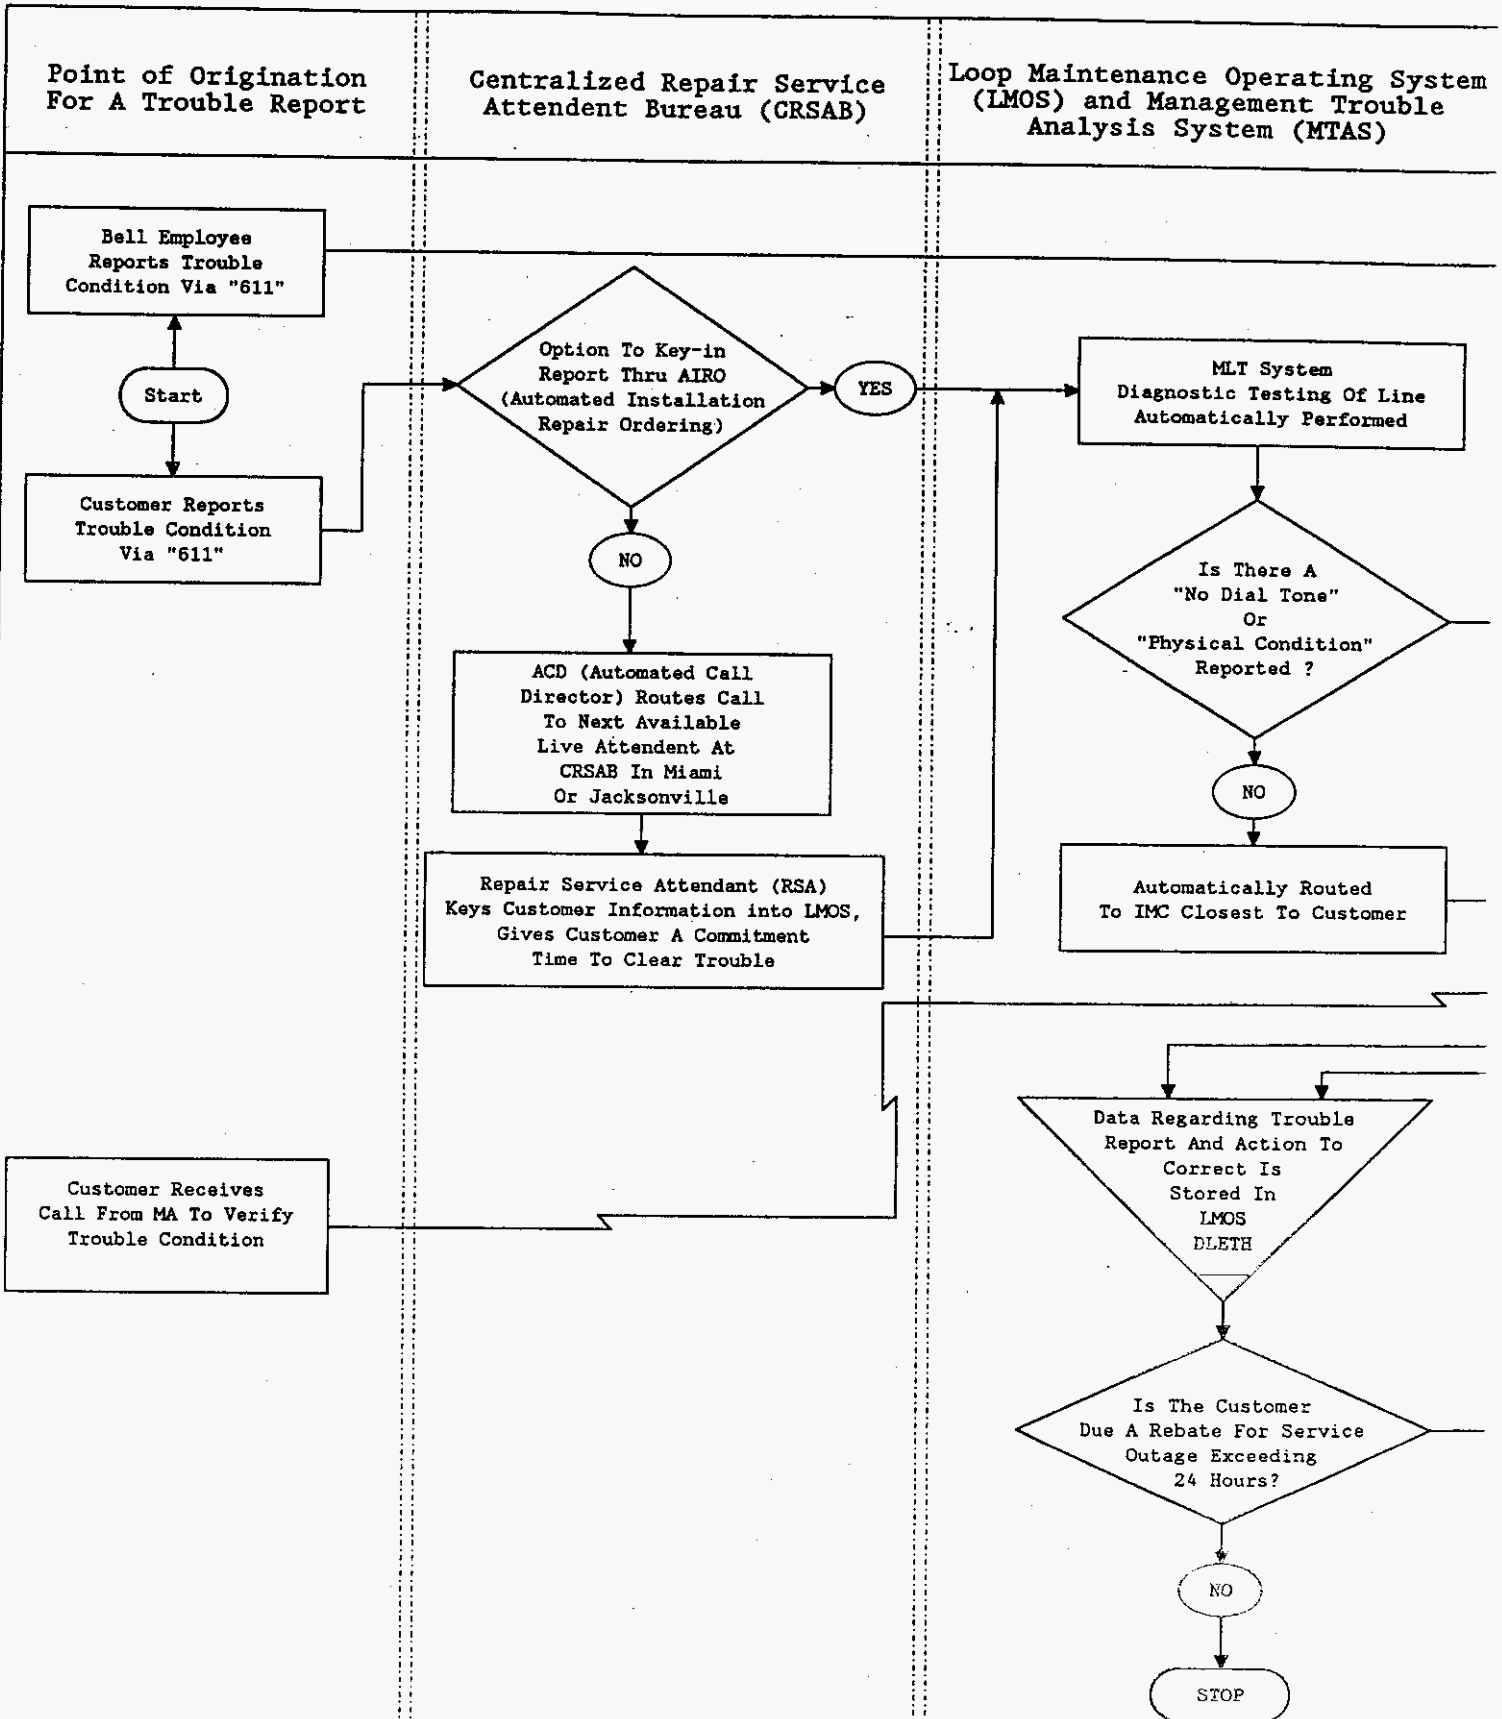 Point of Origination
For A Trouble Report
Centralized Repair Service
Attendent Bureau (CRSAB)
Loop Maintenance Operating System
(LMOS) and Management Trouble
Analysis System (MTAS)
Bell Employee
Reports Trouble
Condition Via "611"
Start
Customer Reports
Trouble Condition
Via "611"
Option To Key-in
Report Thru AIRO
(Automated Installation
Repair Ordering)
YES
NO
ACD (Automated Call
Director) Routes Call
To Next Available
Live Attendent At
CRSAB In Miami
Or Jacksonville
Repair Service Attendant (RSA)
Keys Customer Information into LMOS,
Gives Customer A Commitment
Time To Clear Trouble
MLT System
Diagnostic Testing Of Line
Automatically Performed
Is There A
"No Dial Tone"
Or
"Physical Condition"
Reported ?
NO
Automatically Routed
To IMC Closest To Customer
Customer Receives
Call From MA To Verify
Trouble Condition
Data Regarding Trouble
Report And Action To
Correct Is
Stored In
LMOS
DLETH
Is The Customer
Due A Rebate For Service
Outage Exceeding
24 Hours?
NO
STOP